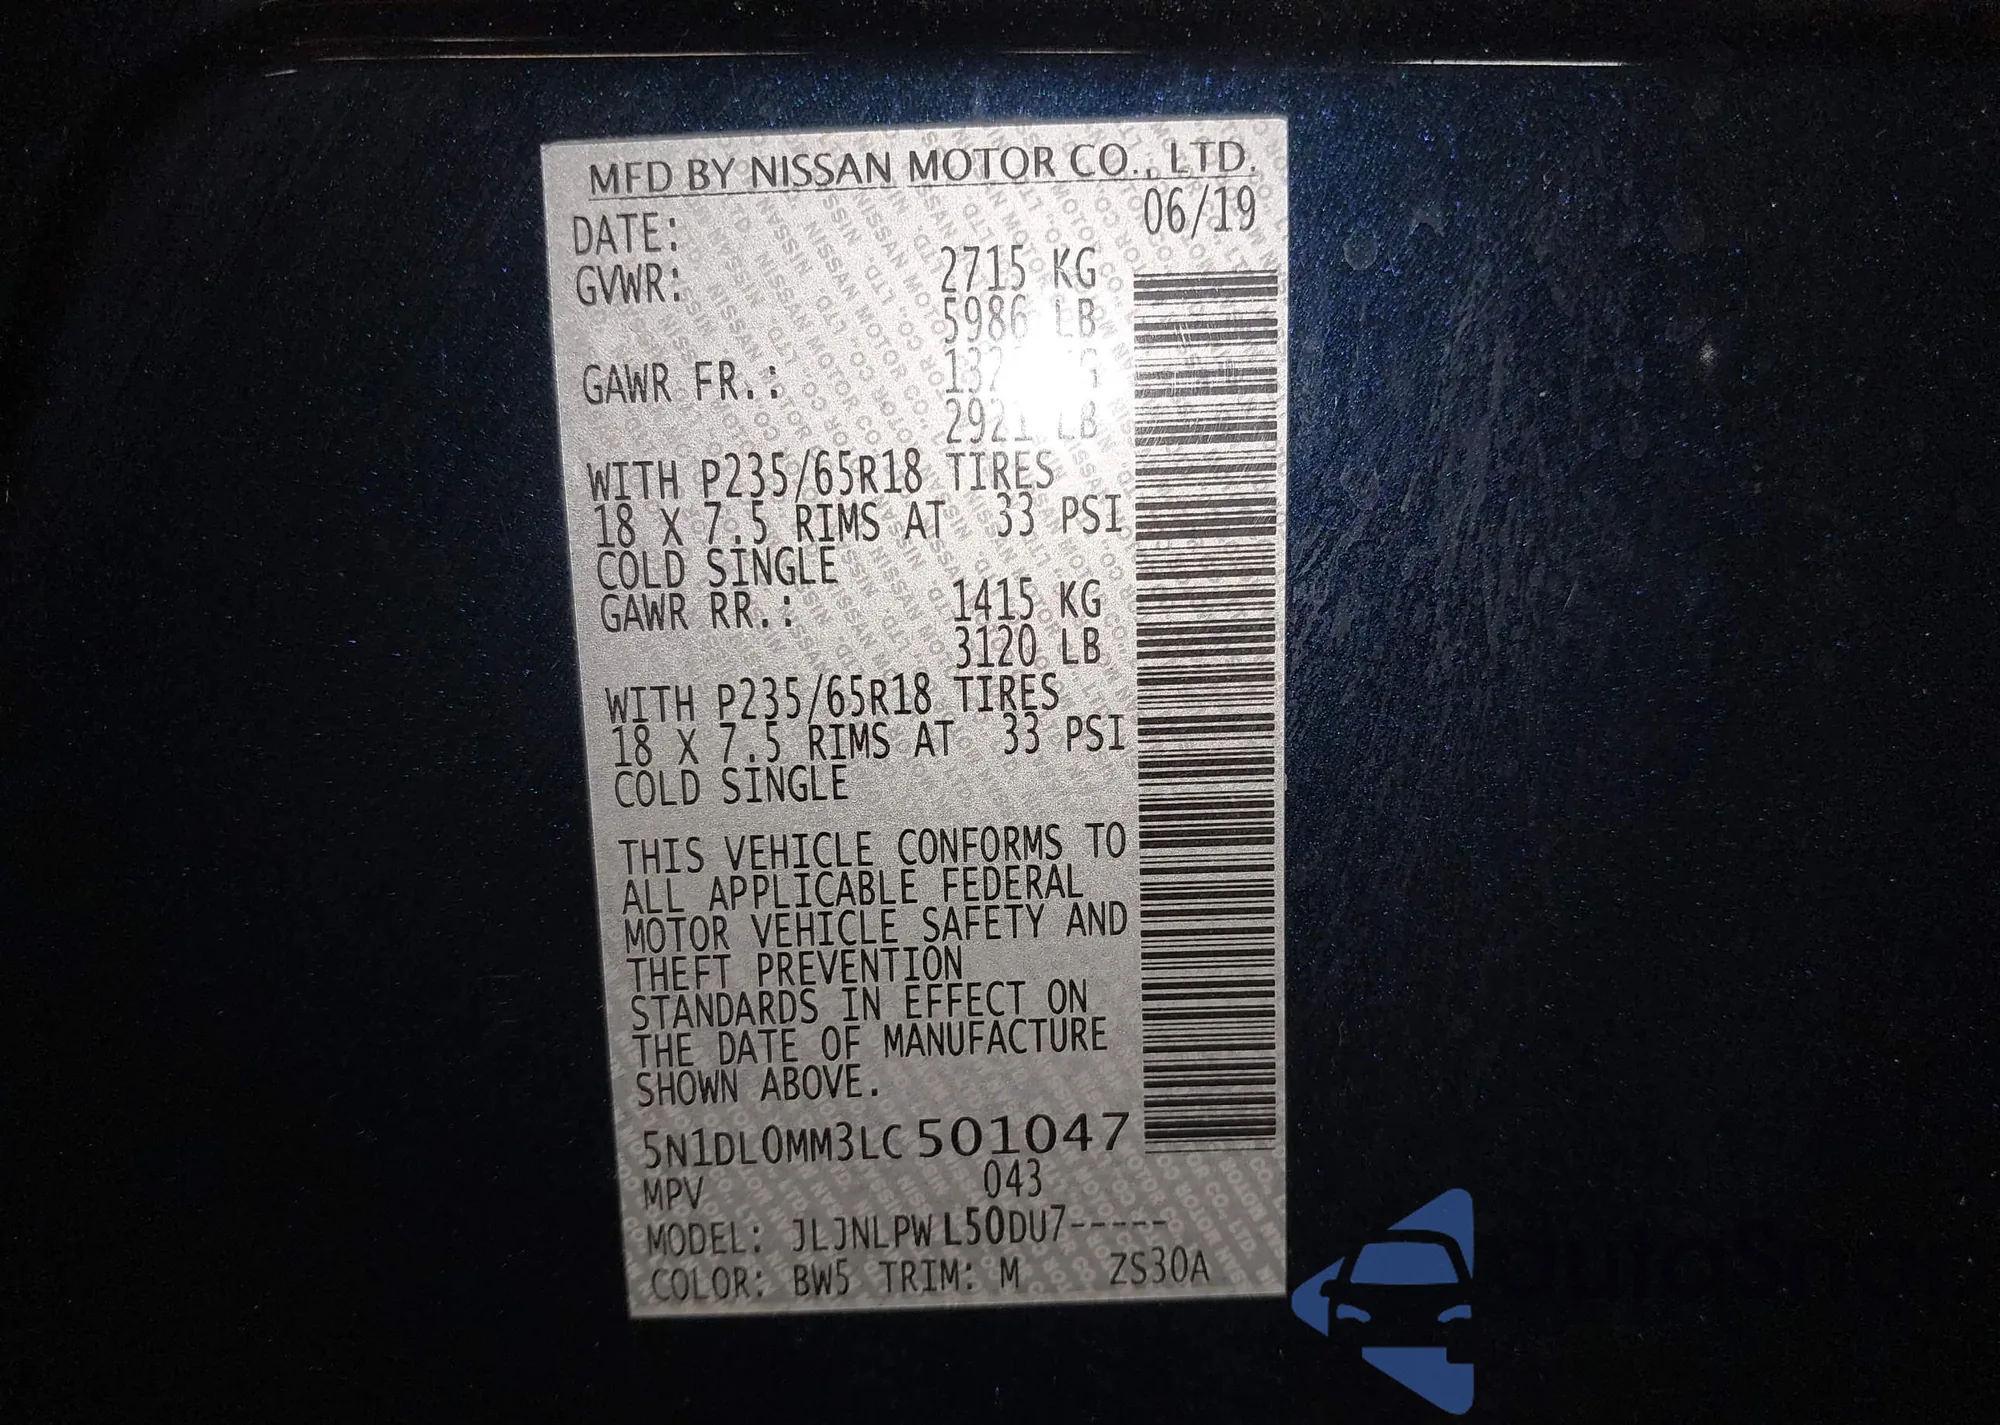 MFD BY NISSAN MOTOR CO., LTD.
DATE: 06/19
GVWR: 2715 KG
5986 LB
GAWR FR.:
2921 LB
WITH P235/65R18 TIRES
18 X 7.5 RIMS AT 33 PSI
COLD SINGLE
GAWR RR.: 1415 KG
3120 LB
WITH P235/65R18 TIRES
18 X 7.5 RIMS AT 33 PSI
COLD SINGLE
THIS VEHICLE CONFORMS TO
ALL APPLICABLE FEDERAL
MOTOR VEHICLE SAFETY AND
THEFT PREVENTION
STANDARDS IN EFFECT ON
THE DATE OF MANUFACTURE
SHOWN ABOVE.
5N1DL0MM3LC501047
MPV 043
MODEL: JLJNLPWL50DU7-----
COLOR: BW5 TRIM: M ZS30A